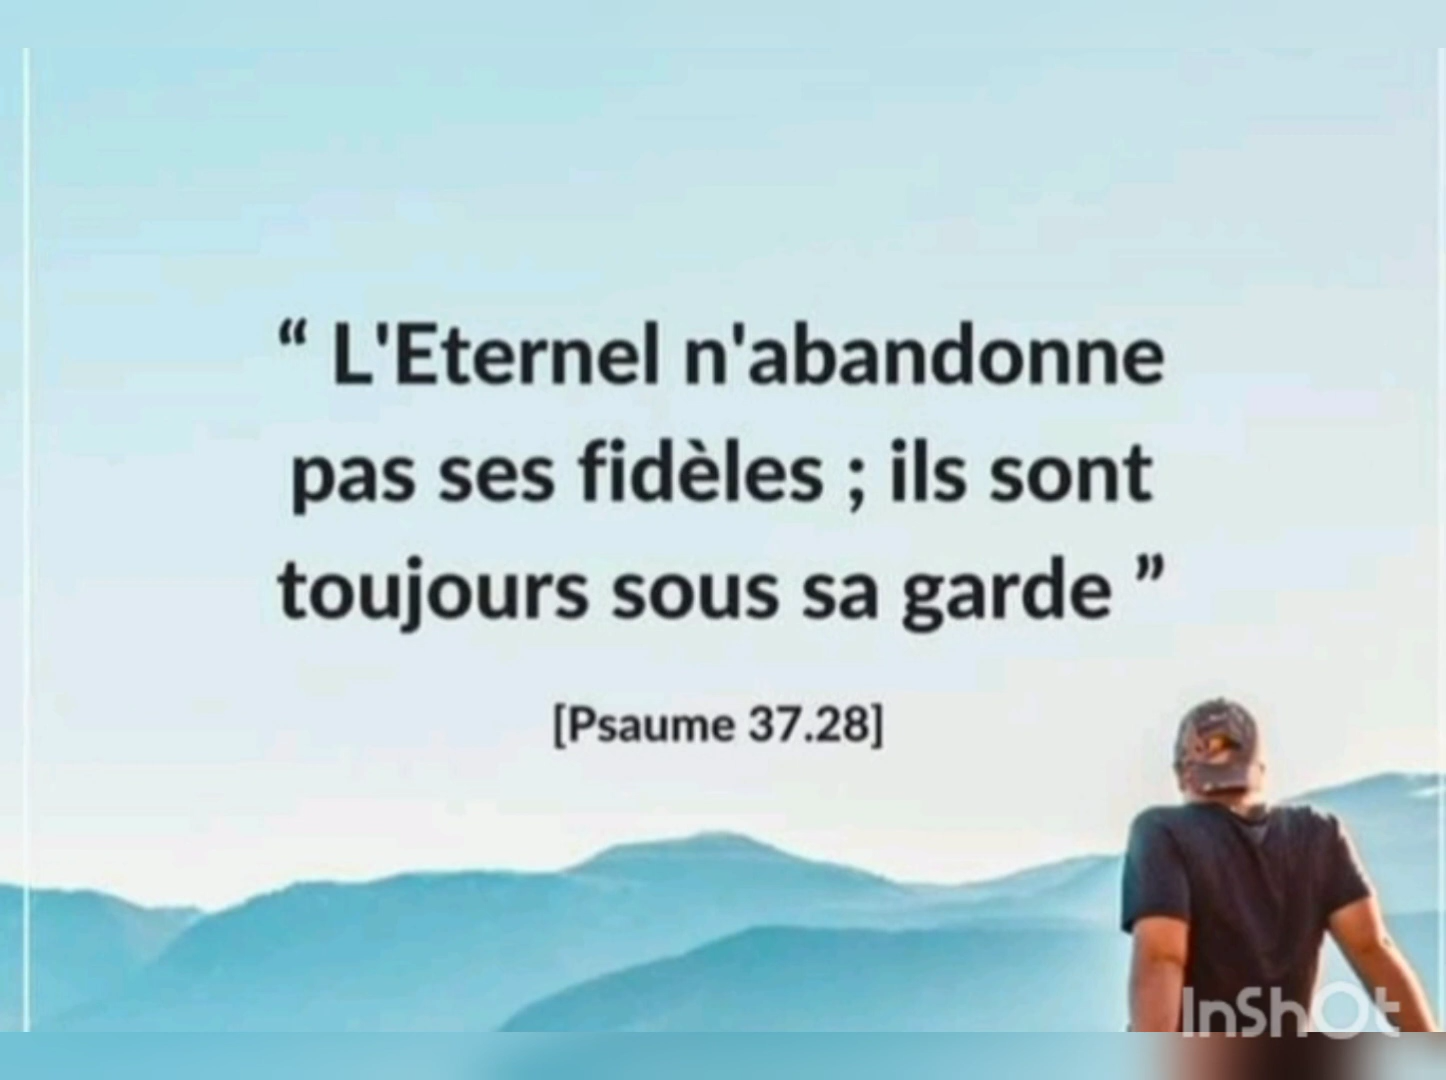 “ L'Eternel n'abandonne
pas ses fidèles ; ils sont
toujours sous sa garde ”
[Psaume 37.28]
InShOt